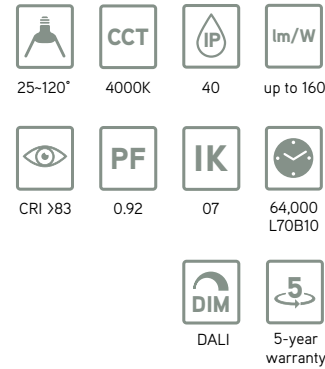 CCT
IP
lm/W
25~120˚
4000K
40
up to 160
PF
IK
CRI >83
0.92
07
64,000
L70B10
DIM
5
DALI
5-year
warranty